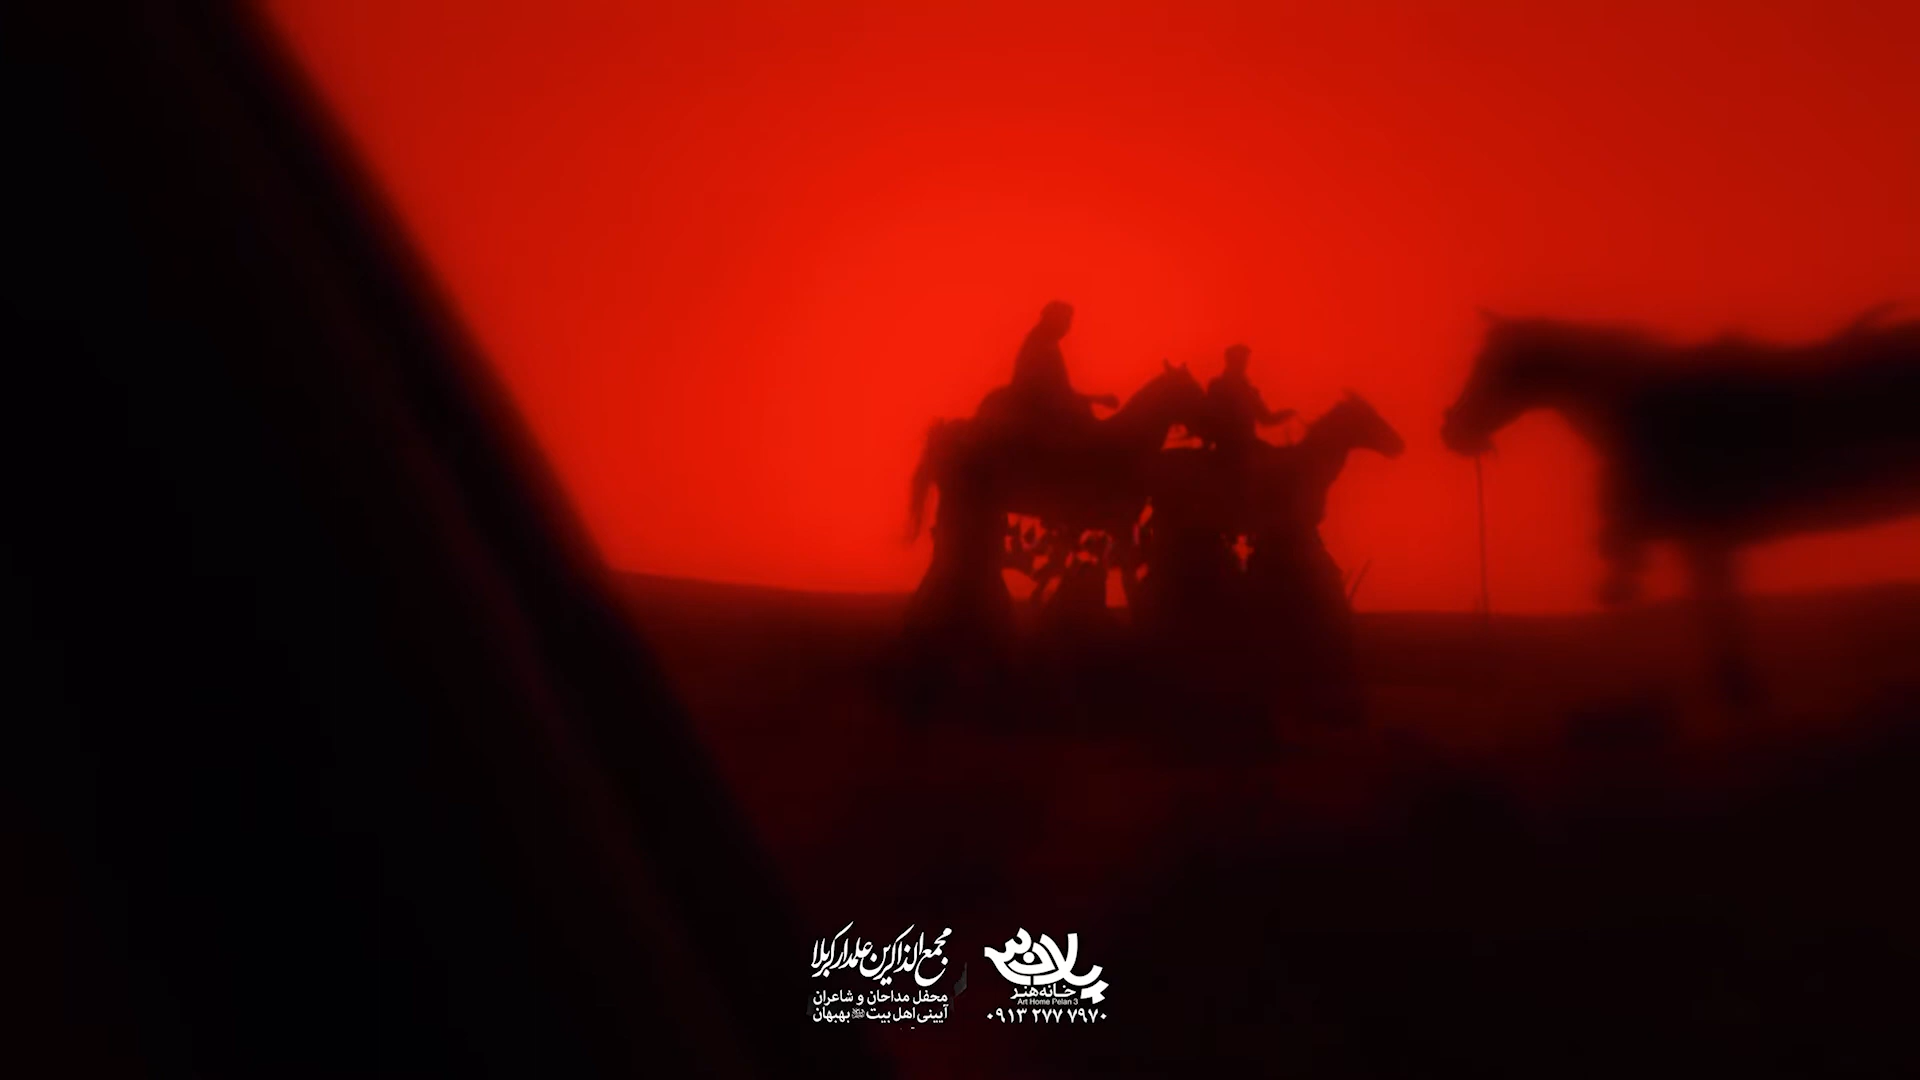 مجمع الذاکرین علمدار کربلا
محفل مداحان و شاعران
آیینی اهل بیت بهبهان
پلان
خانه هنر
Art Home Pelan 3
۰۹۱۳ ۲۷۷ ۷۹۷۰